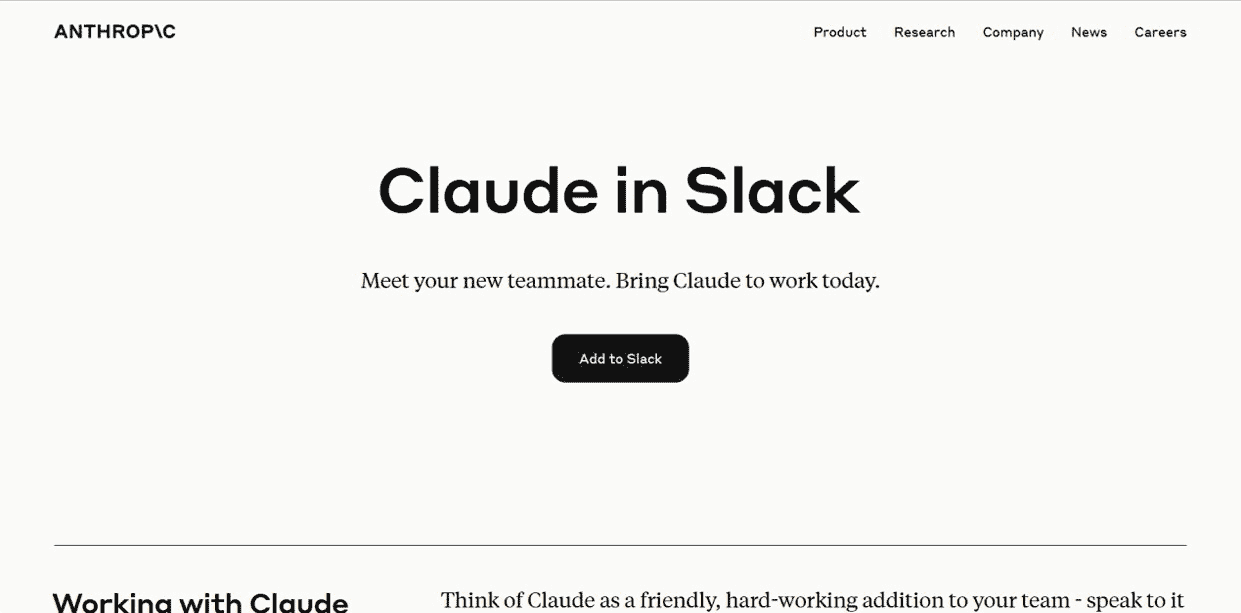 ANTHROP\C
Product Research Company News Careers
Claude in Slack
Meet your new teammate. Bring Claude to work today.
Add to Slack
Working with Claude
Think of Claude as a friendly, hard-working addition to your team - speak to it